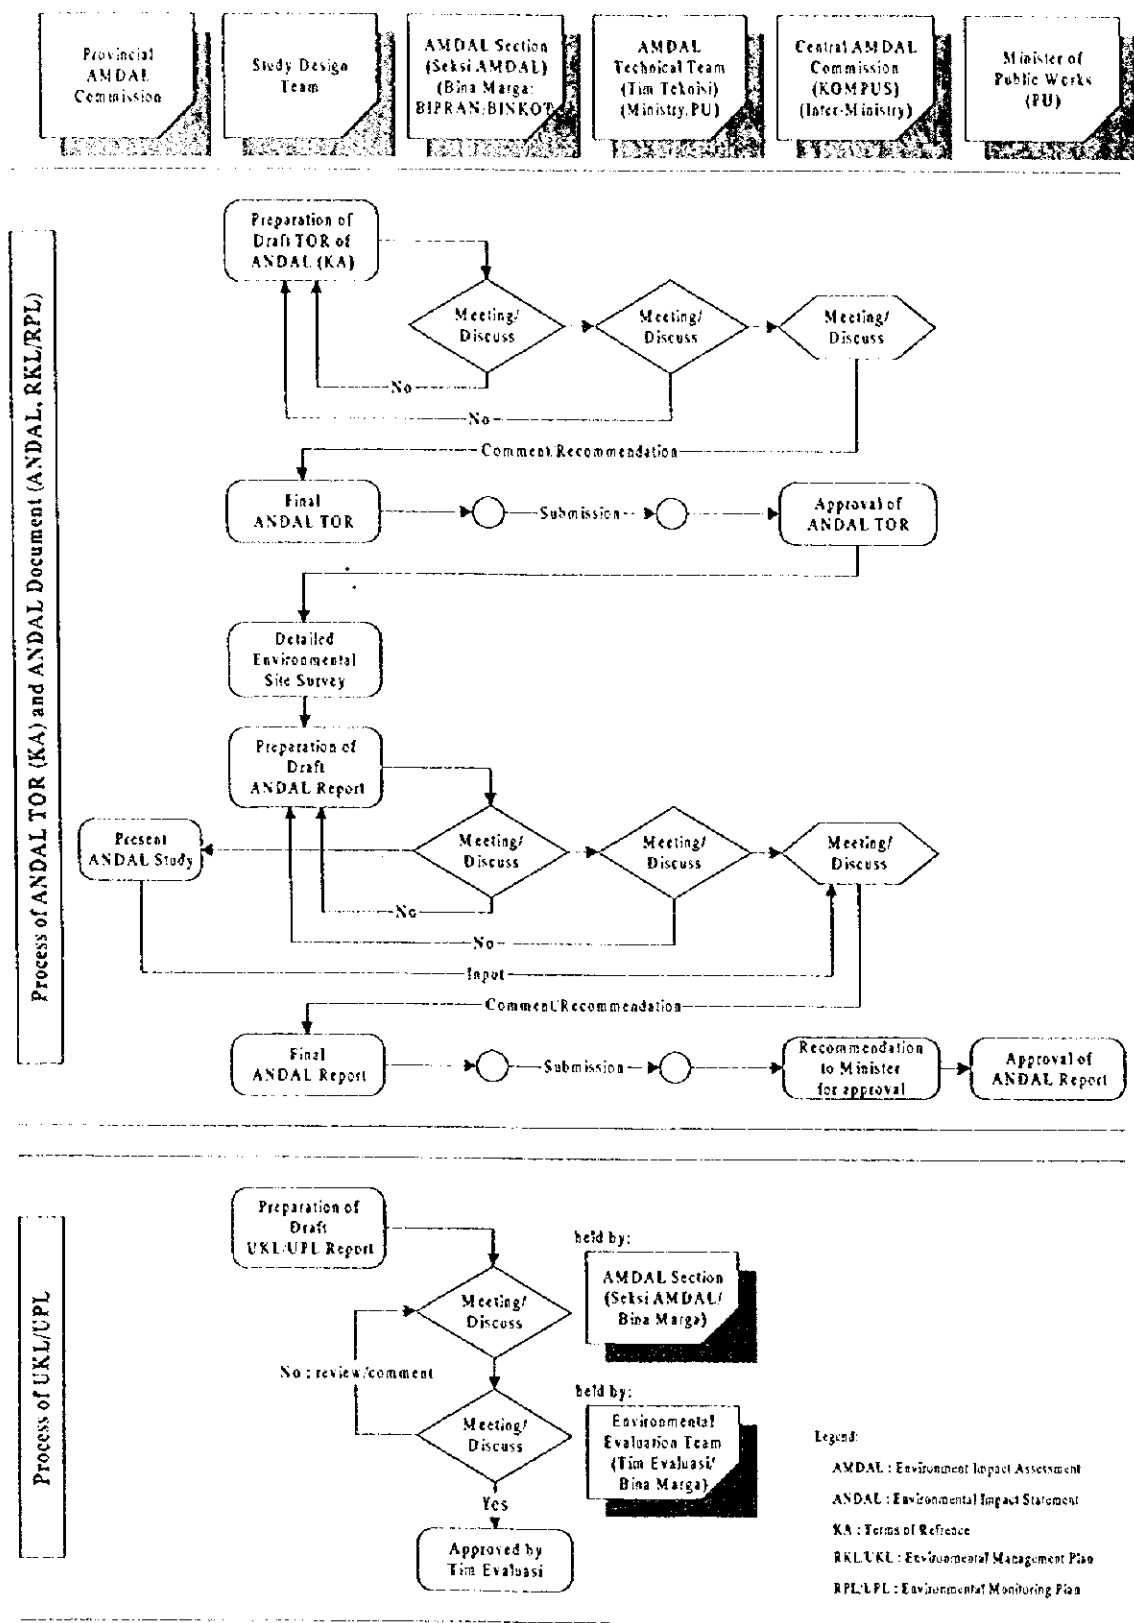 Provincial
AMDAL
Commission
Study Design
Team
AMDAL Section
(Seksi AMDAL)
(Bina Marga:
BIPRAN:BINKOT
AMDAL
Technical Team
(Tim Teknisi)
(Ministry.PU)
Central AMDAL
Commission
(KOMPUS)
(Inter-Ministry)
Minister of
Public Works
(PU)
Process of ANDAL TOR (KA) and ANDAL Document (ANDAL, RKL/RPL)
Preparation of
Draft TOR of
ANDAL (KA)
Meeting/
Discuss
Meeting/
Discuss
Meeting/
Discuss
No
No
Comment/Recommendation
Final
ANDAL TOR
Submission
Approval of
ANDAL TOR
Detailed
Environmental
Site Survey
Preparation of
Draft
ANDAL Report
Present
ANDAL Study
Meeting/
Discuss
Meeting/
Discuss
Meeting/
Discuss
No
No
Input
Comment/Recommendation
Final
ANDAL Report
Submission
Recommendation
to Minister
for approval
Approval of
ANDAL Report
Process of UKL/UPL
Preparation of
Draft
UKL/UPL Report
held by:
Meeting/
Discuss
AMDAL Section
(Seksi AMDAL/
Bina Marga)
No : review/comment
held by:
Meeting/
Discuss
Environmental
Evaluation Team
(Tim Evaluasi/
Bina Marga)
Yes
Approved by
Tim Evaluasi
Legend:
AMDAL : Environment Impact Assessment
ANDAL : Environmental Impact Statement
KA : Terms of Refrence
RKL/UKL : Environmental Management Plan
RPL/UPL : Environmental Monitoring Plan